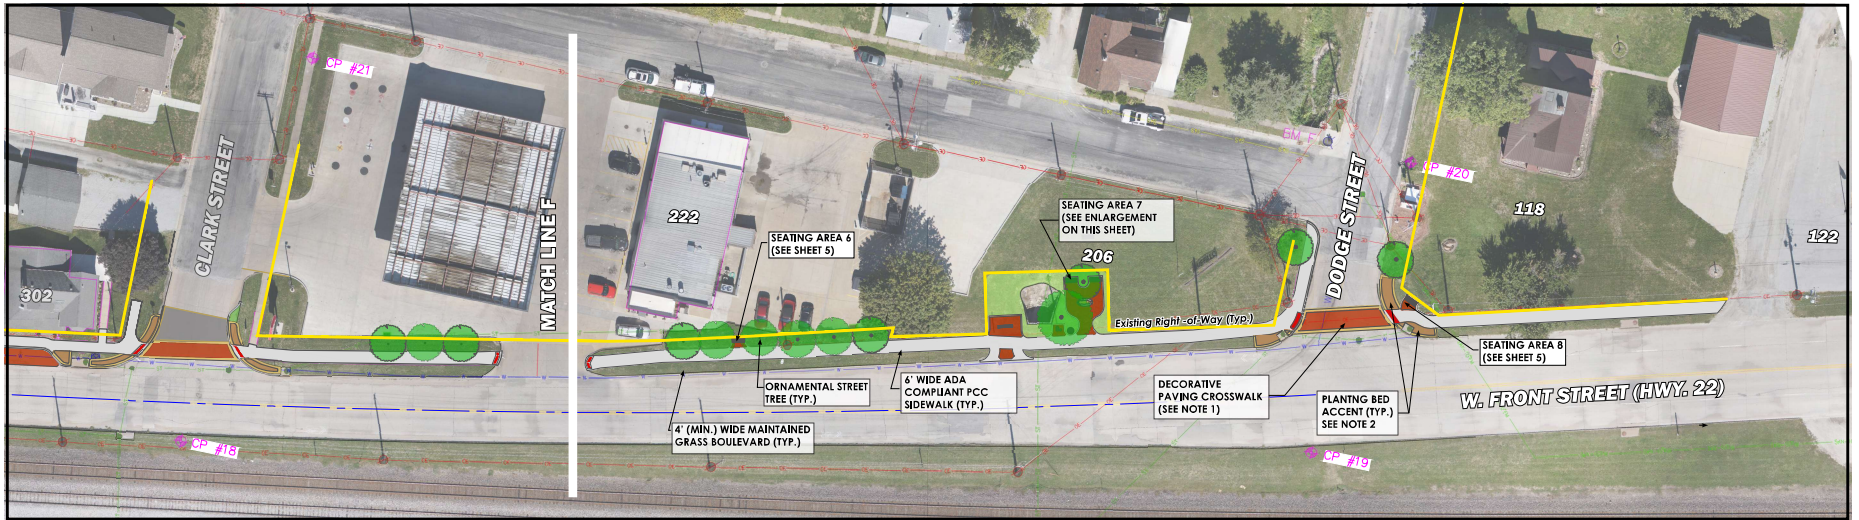 CP #21
CLARK STREET
302
MATCH LINE F
222
SEATING AREA 6
(SEE SHEET 5)
SEATING AREA 7
(SEE ENLARGEMENT
ON THIS SHEET)
206
Existing Right-of-Way (Typ.)
BM
DODGE STREET
CP #20
118
122
SEATING AREA 8
(SEE SHEET 5)
ORNAMENTAL STREET
TREE (TYP.)
6' WIDE ADA
COMPLIANT PCC
SIDEWALK (TYP.)
DECORATIVE
PAVING CROSSWALK
(SEE NOTE 1)
PLANTNG BED
ACCENT (TYP.)
SEE NOTE 2
W. FRONT STREET (HWY. 22)
4' (MIN.) WIDE MAINTAINED
GRASS BOULEVARD (TYP.)
CP #18
CP #19